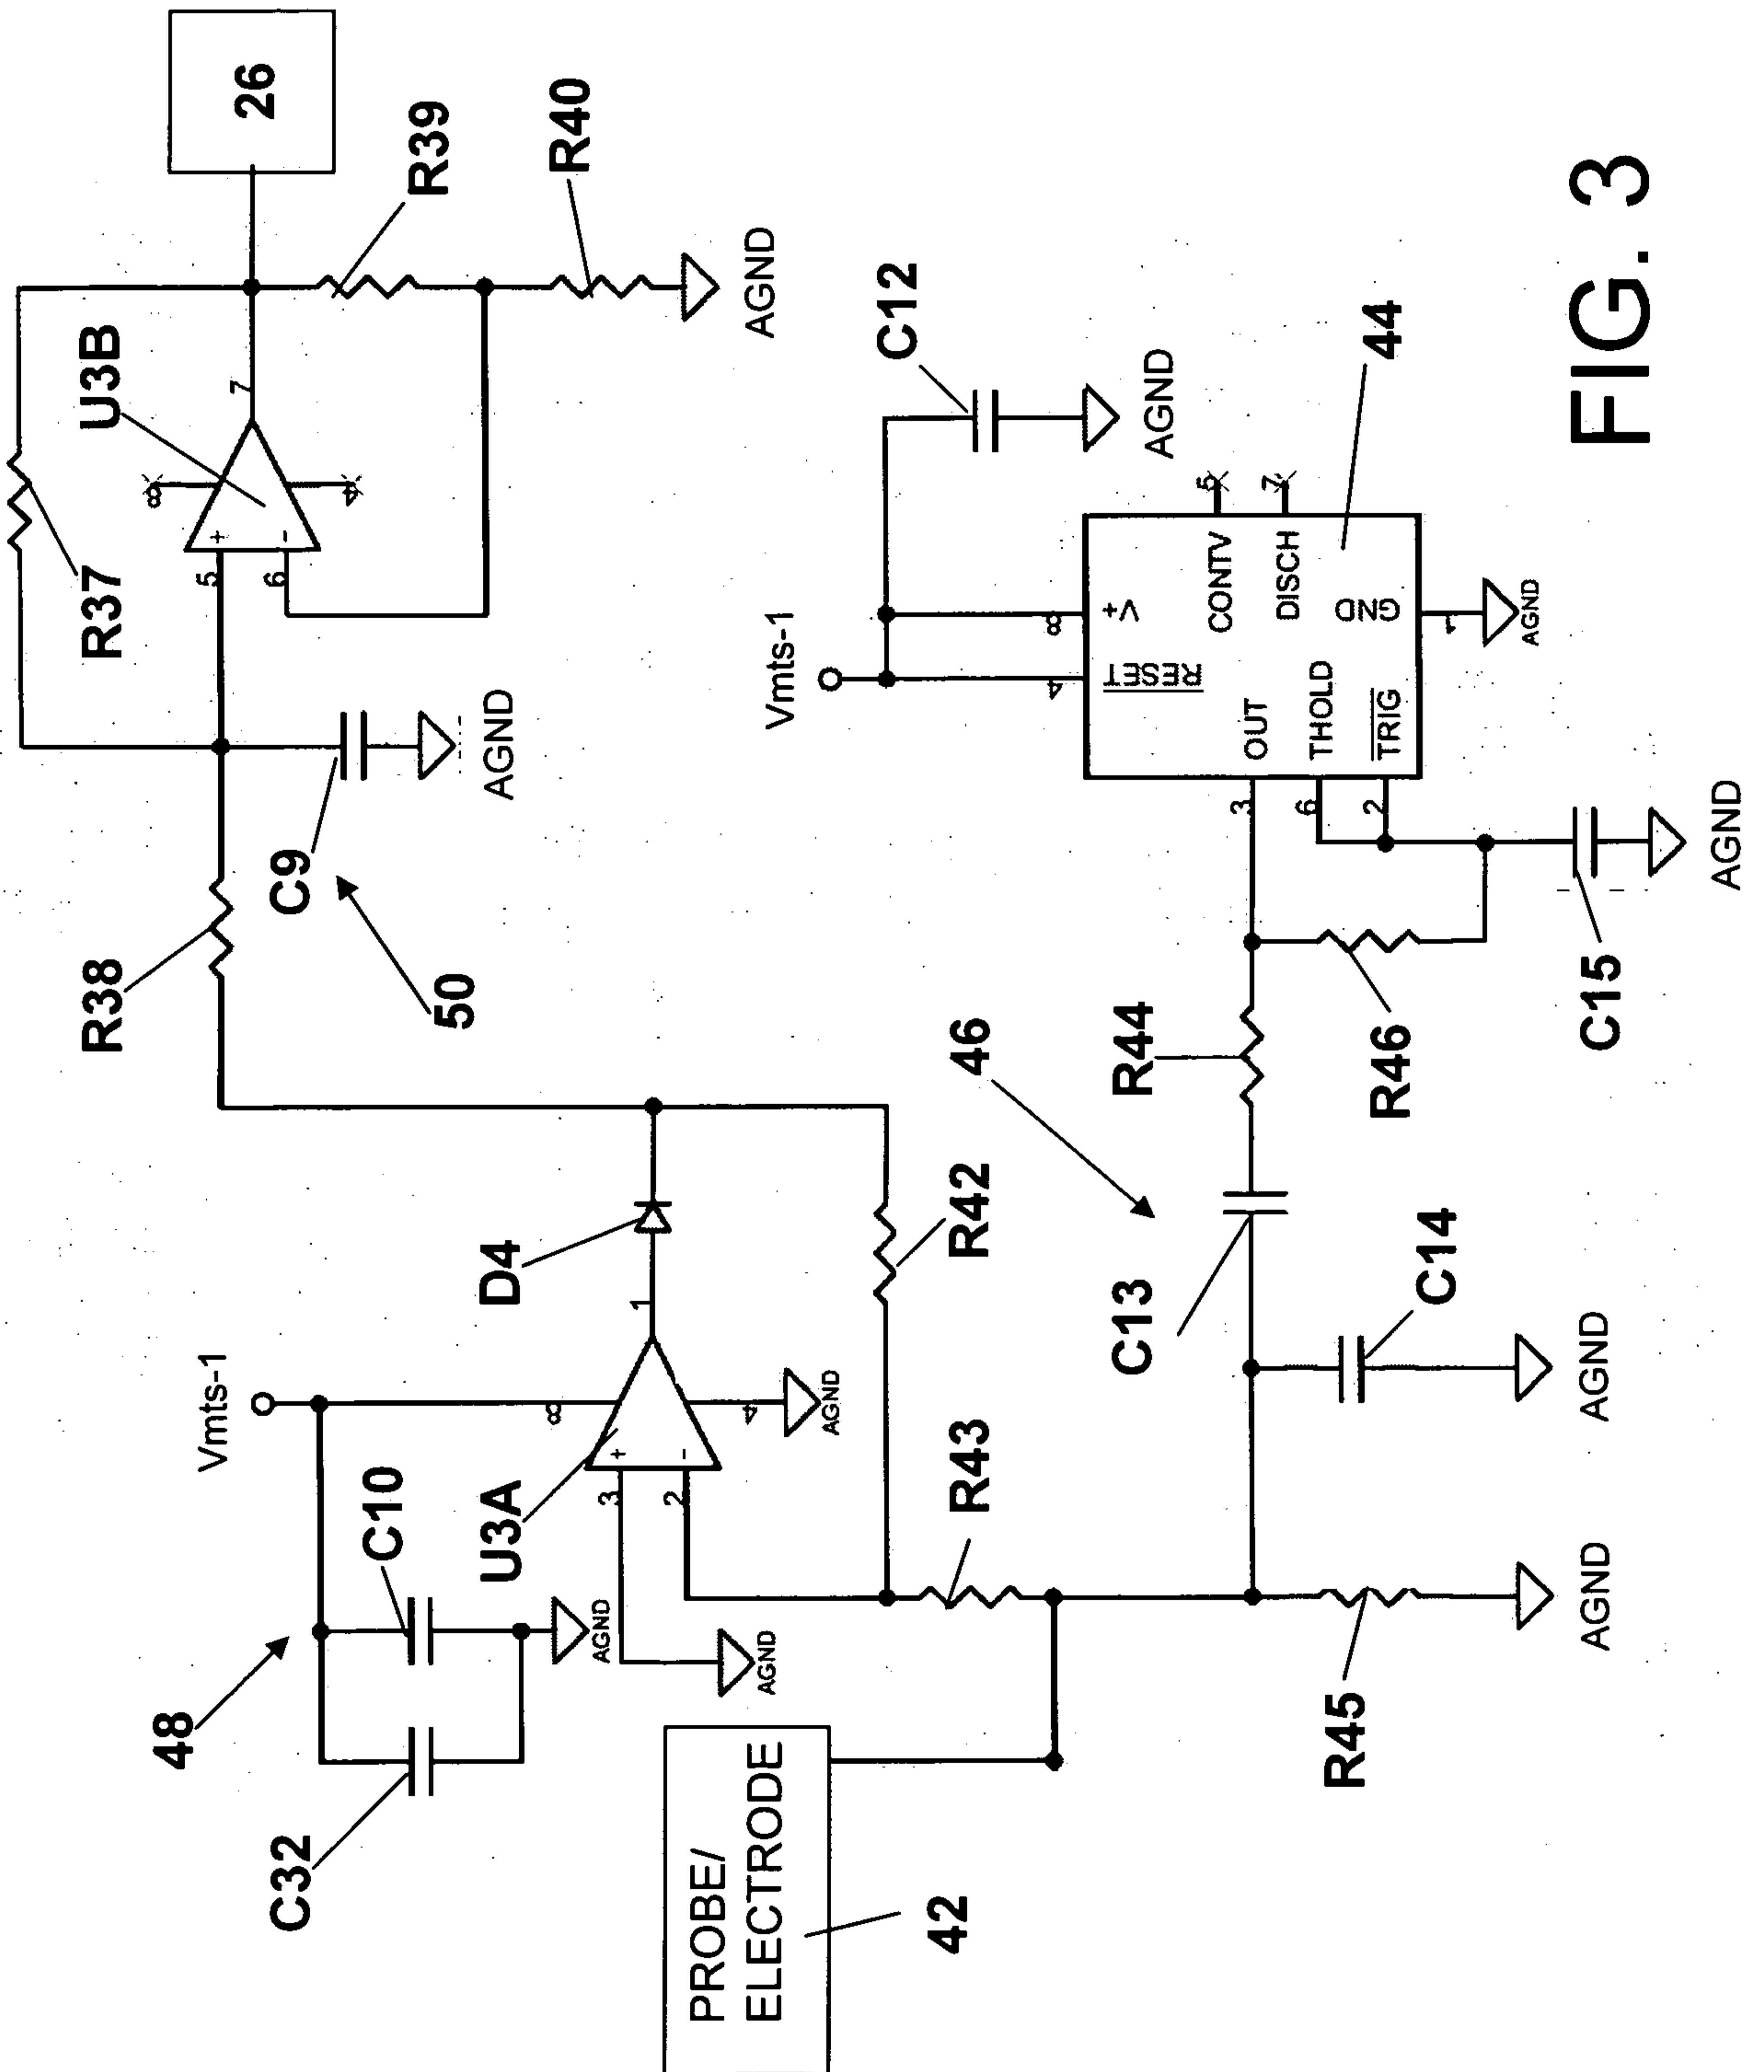 48
C32
C10
Vmts-1
AGND
U3A
8
3
+
2
-
4
1
AGND
AGND
D4
PROBE/
ELECTRODE
42
R43
R42
R38
50
C9
AGND
R37
U3B
8
5
+
6
-
4
7
26
R39
R40
AGND
R45
AGND
C14
AGND
C13
46
R44
R46
C15
AGND
Vmts-1
C12
AGND
4
8
RESET
V+
3
OUT
6
THOLD
2
TRIG
CONTV
5
DISCH
7
GND
1
AGND
44
FIG. 3